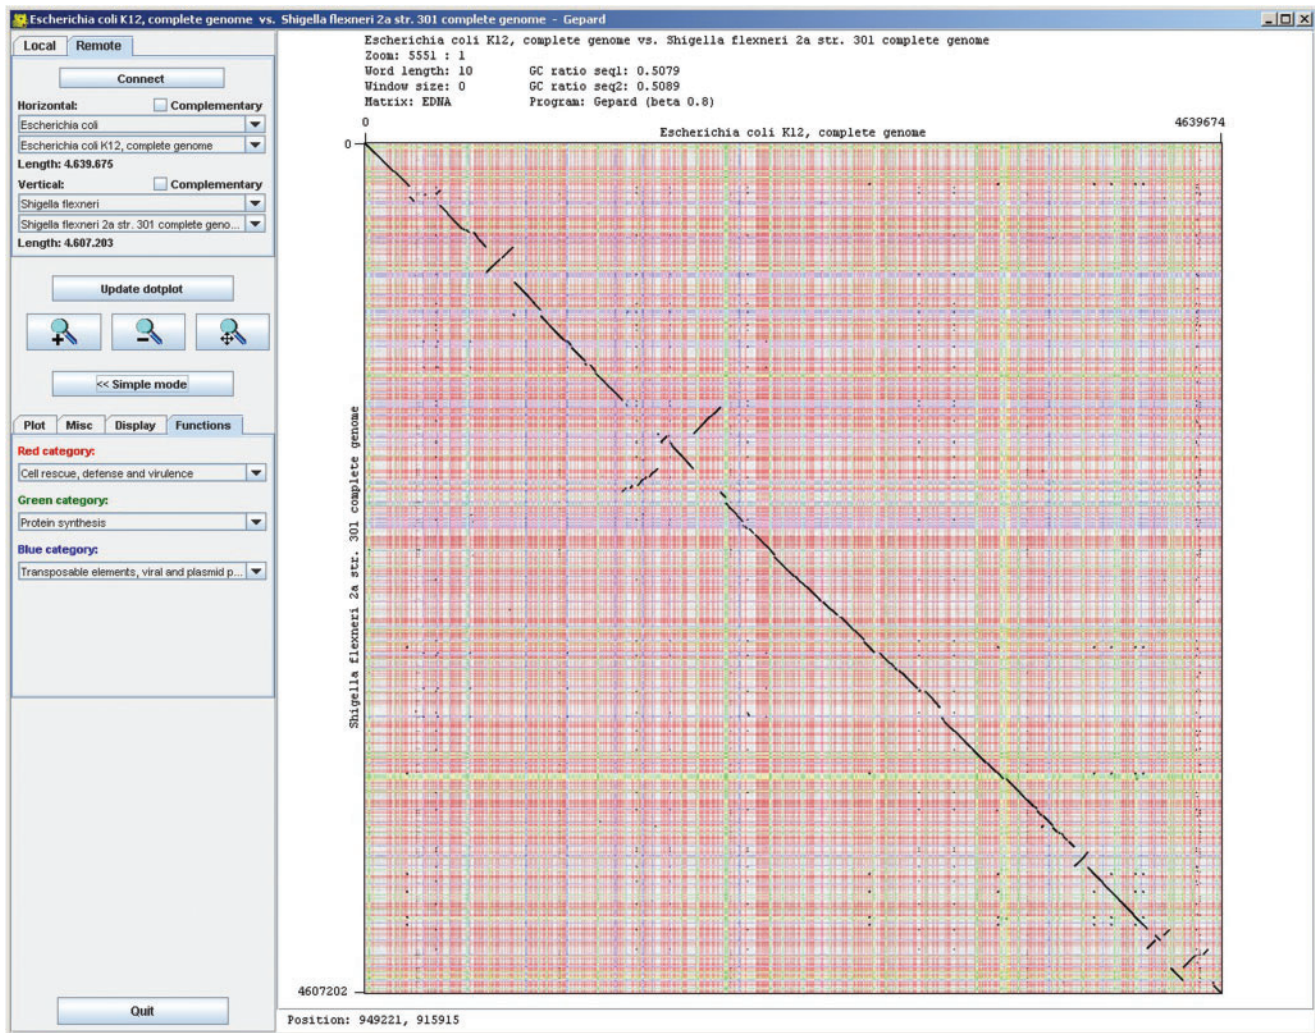 Escherichia coli K12, complete genome vs. Shigella flexneri 2a str. 301 complete genome - Gepard
Local Remote
Connect
Horizontal: Complementary
Escherichia coli
Escherichia coli K12, complete genome
Length: 4.639.675
Vertical: Complementary
Shigella flexneri
Shigella flexneri 2a str. 301 complete geno...
Length: 4.607.203
Update dotplot
<< Simple mode
Plot Misc Display Functions
Red category:
Cell rescue, defense and virulence
Green category:
Protein synthesis
Blue category:
Transposable elements, viral and plasmid p...
Quit
Escherichia coli K12, complete genome vs. Shigella flexneri 2a str. 301 complete genome
Zoom: 5551 : 1
Word length: 10 GC ratio seq1: 0.5079
Window size: 0 GC ratio seq2: 0.5089
Matrix: EDNA Program: Gepard (beta 0.8)
0 4639674
Escherichia coli K12, complete genome
0
Shigella flexneri 2a str. 301 complete genome
4607202
Position: 949221, 915915